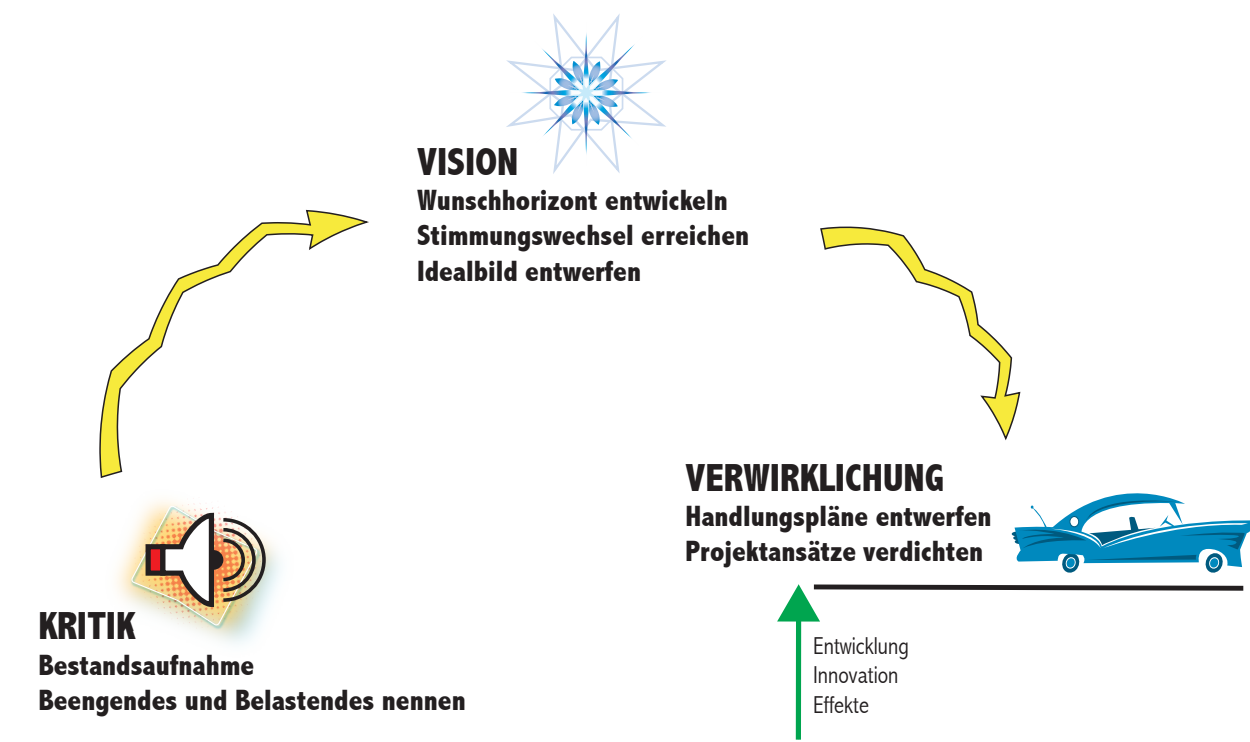 VISION
Wunschhorizont entwickeln
Stimmungswechsel erreichen
Idealbild entwerfen
VERWIRKLICHUNG
Handlungspläne entwerfen
Projektansätze verdichten
KRITIK
Bestandsaufnahme
Beengendes und Belastendes nennen
Entwicklung
Innovation
Effekte